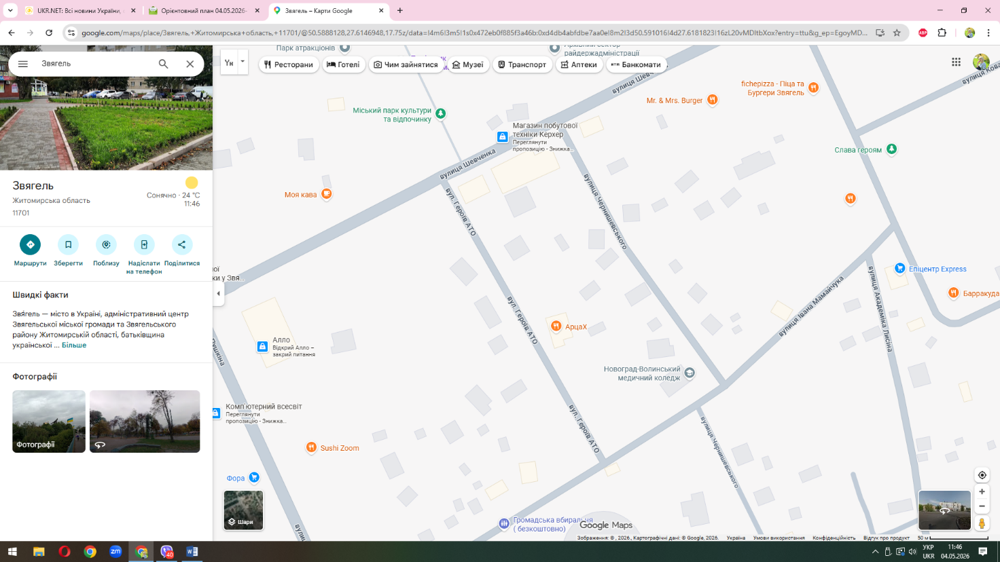 UKR.NET: Всі новини України,
Орієнтовний план 04.05.2026-
Звягель – Карти Google
google.com/maps/place/Звягель,+Житомирська+область,+11701/@50.5888128,27.6146948,17.75z/data=!4m6!3m5!1s0x472eb0f885f3a46b:0xd4db4abfdbe7aa0e!8m2!3d50.591016!4d27.6181823!16zL20vMDltbXox?entry=ttu&g_ep=EgoyMD...
ABP
Звягель
Ресторани
Готелі
Чим зайнятися
Музеї
Транспорт
Аптеки
Банкомати
Звягель
Житомирська область
11701
Сонячно · 24 °C
11:46
Маршрути
Зберегти
Поблизу
Надіслати
на телефон
Поділитися
Швидкі факти
Звя́гель — місто в Україні, адміністративний центр
Звягельської міської громади та Звягельського
району Житомирській області, батьківщина
української ... Більше
Фотографії
Фотографії
Парк атракціонів
Архівний сектор
райдержадміністрації
вулиця Шевченка
fichepizza - Піца та
Бургери Звягель
Mr. & Mrs. Burger
Міський парк культури
та відпочинку
Магазин побутової
техніки Керхер
Переглянути
пропозицію - Знижка...
Слава героям
вулиця Шевченка
Моя кава
вул. Героїв АТО
вулиця Чернишевського
Епіцентр Express
Барракуда
вулиця Івана Мамайчука
вулиця Академіка Лисіна
вул. Героїв АТО
АрцаХ
Алло
Відкрий Алло –
закрий питання
Новоград-Волинський
медичний коледж
Комп'ютерний всесвіт
Переглянути
пропозицію - Знижка...
вул. Героїв АТО
вулиця Чернишевського
Sushi Zoom
Фора
Шари
Громадська вбиральня
( безкоштовно)
Google Maps
Зображення: © , 2026., Картографічні дані: © Google, 2026.
Україна
Умови використання
Конфіденційність
Відгук про продукт
50 м
zm
40
УКР
UKR
11:46
04.05.2026